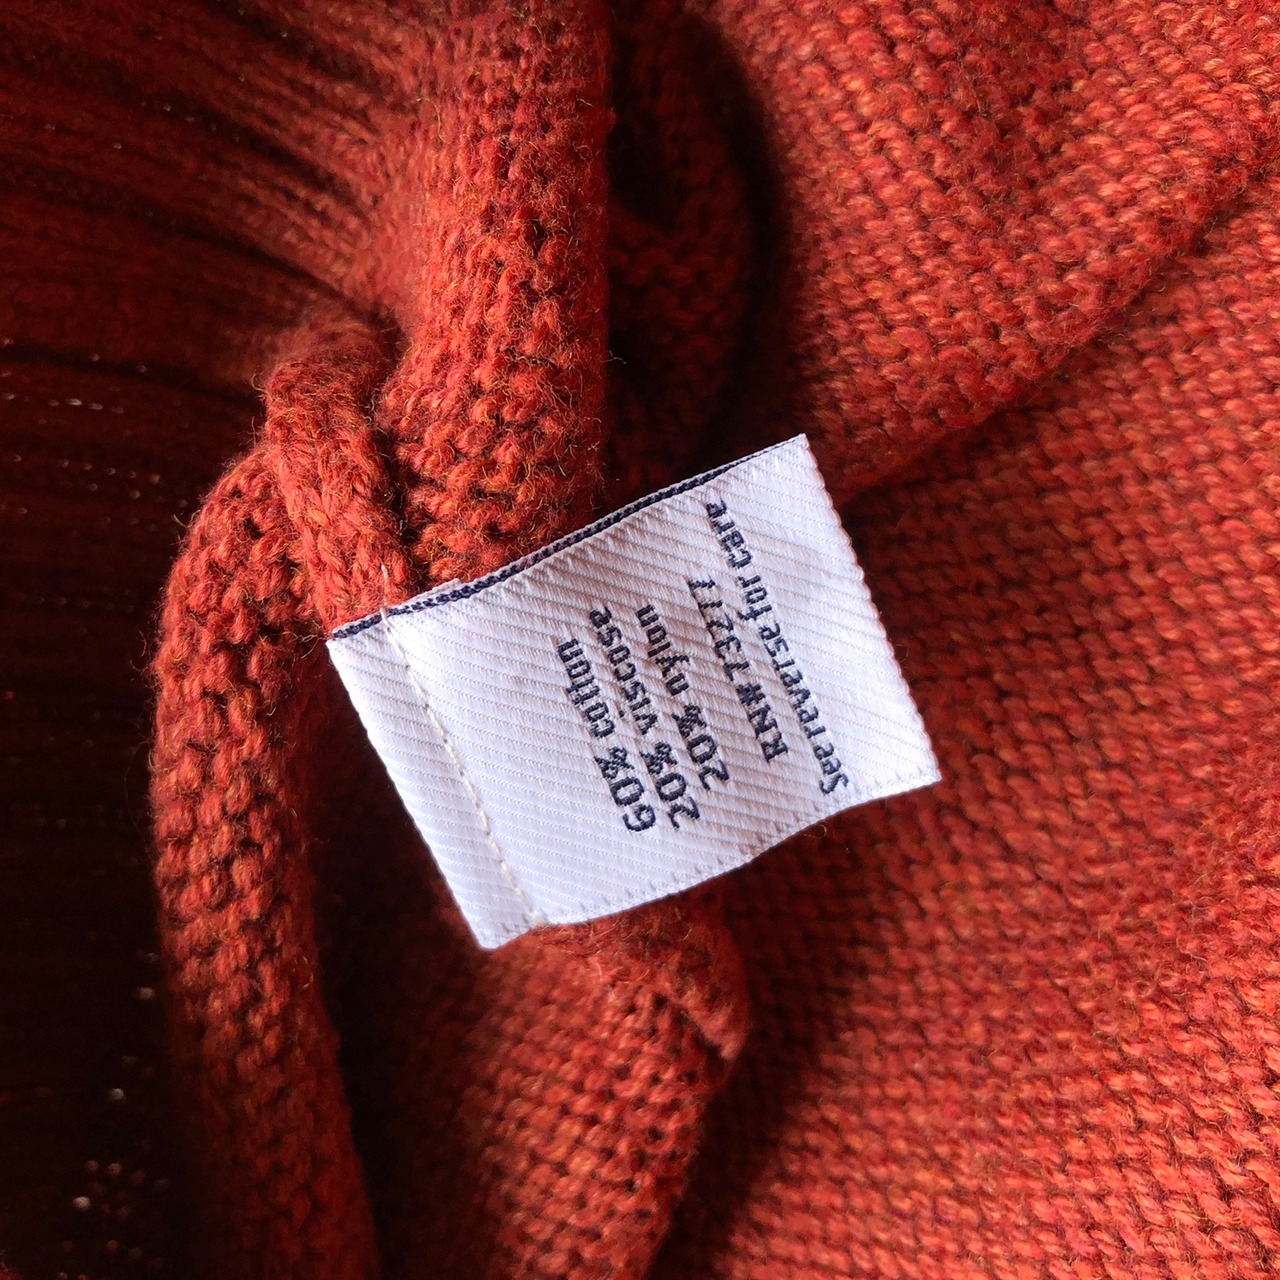 60% cotton
20% viscose
20% nylon
RN# 73277
See reverse for care